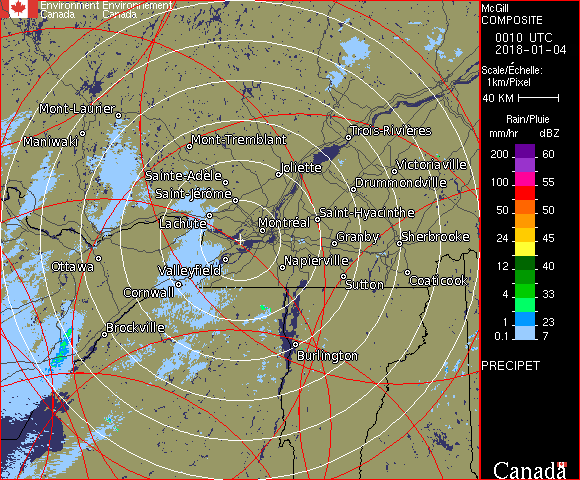 Environment Environnement
Canada Canada
Mont-Laurier
Maniwaki
Mont-Tremblant
Trois-Rivières
Joliette
Victoriaville
Sainte-Adèle
Drummondville
Saint-Jérôme
Lachute
Saint-Hyacinthe
Montréal
Granby
Sherbrooke
Ottawa
Valleyfield
Napierville
Cornwall
Sutton
Coaticook
Brockville
Burlington
McGill
COMPOSITE
0010 UTC
2018-01-04
Scale/Échelle:
1km/Pixel
40 KM
Rain/Pluie
mm/hr dBZ
200 60
100 55
50 50
24 45
12 40
4 33
2 23
0.1 7
PRECIPET
Canada